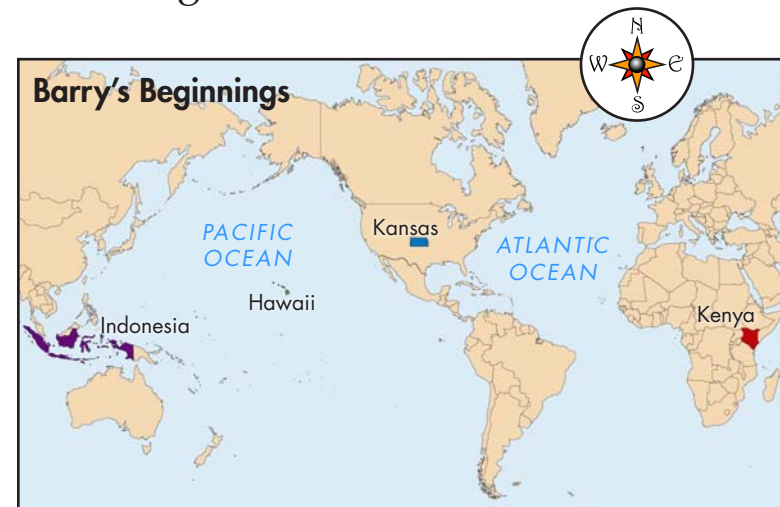 N
W E
S
Barry's Beginnings
PACIFIC
OCEAN
Kansas
ATLANTIC
OCEAN
Hawaii
Indonesia
Kenya